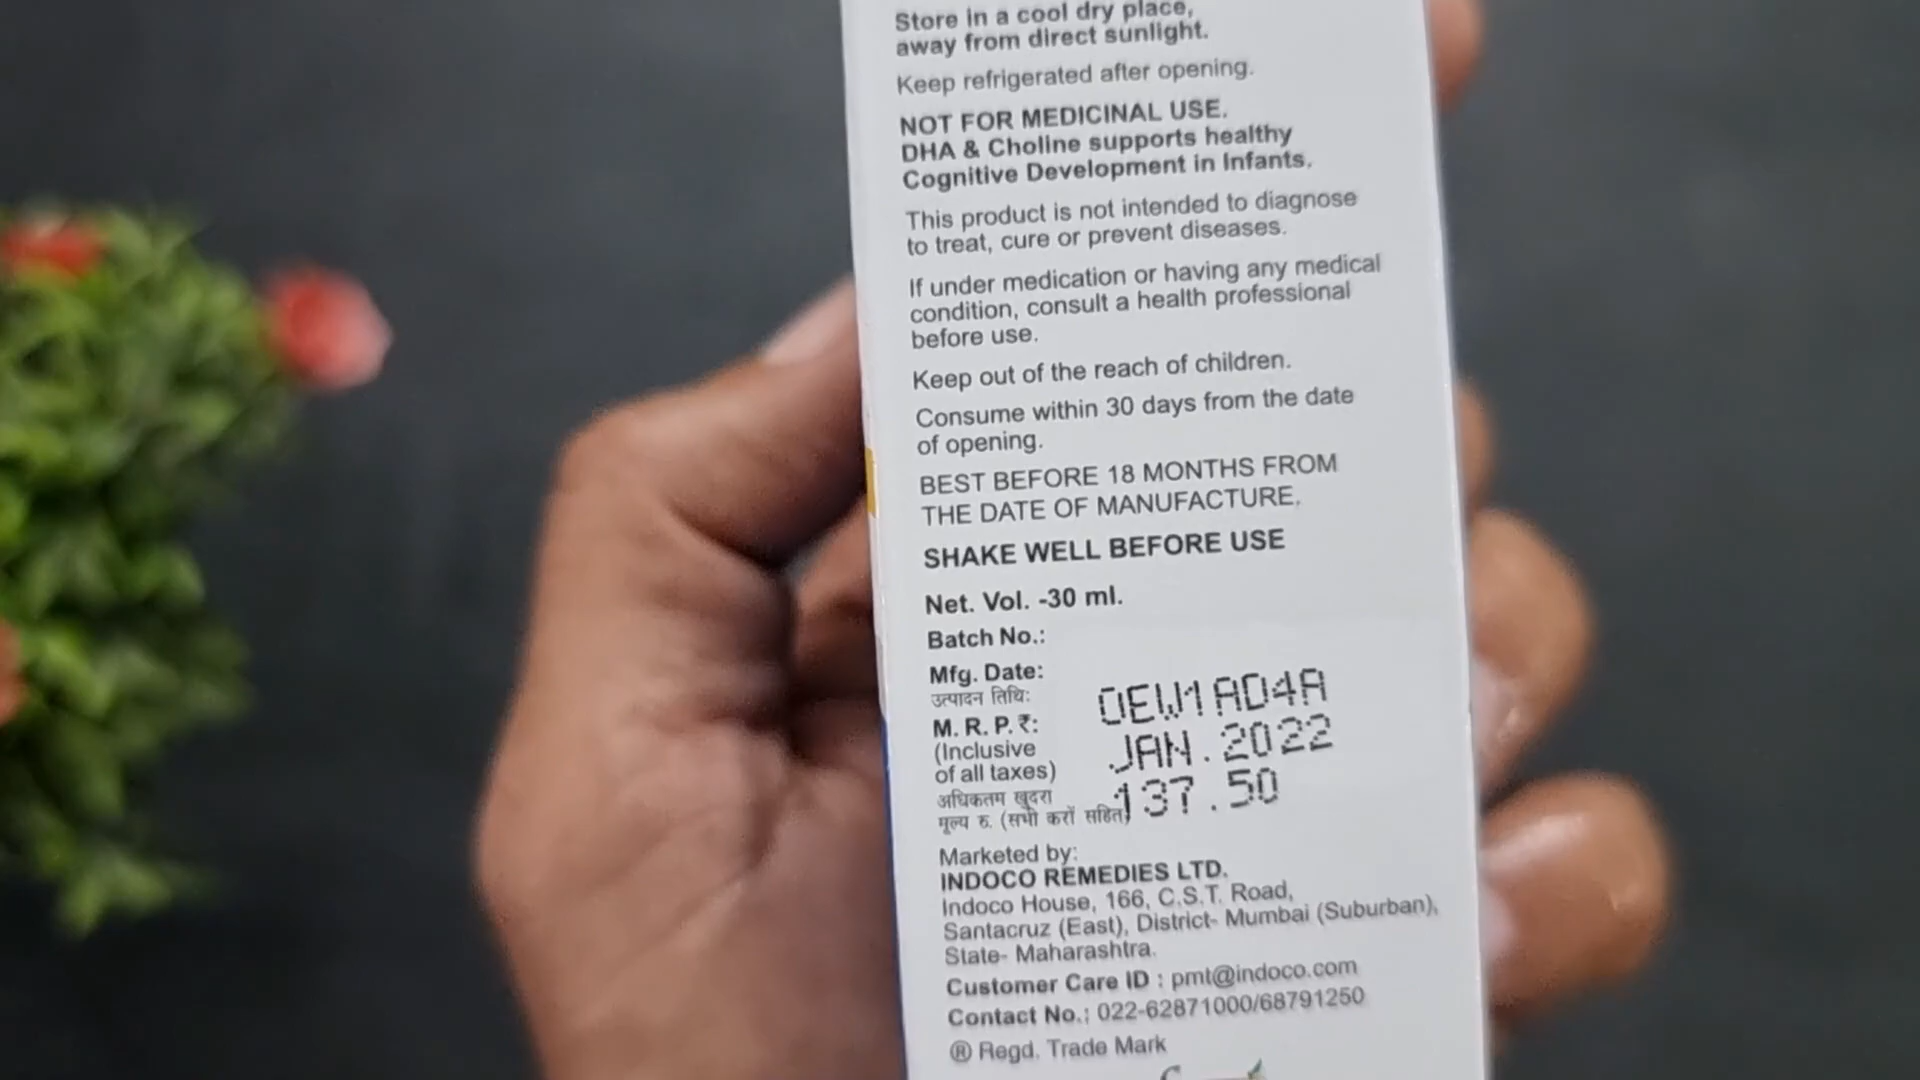 Store in a cool dry place,
away from direct sunlight.
Keep refrigerated after opening.
NOT FOR MEDICINAL USE.
DHA & Choline supports healthy
Cognitive Development in Infants.
This product is not intended to diagnose
to treat, cure or prevent diseases.
If under medication or having any medical
condition, consult a health professional
before use.
Keep out of the reach of children.
Consume within 30 days from the date
of opening.
BEST BEFORE 18 MONTHS FROM
THE DATE OF MANUFACTURE.
SHAKE WELL BEFORE USE
Net. Vol. -30 ml.
Batch No.:
Mfg. Date:
उत्पादन तिथि:
OEW1AD4A
M. R. P.₹:
JAN.2022
(Inclusive
of all taxes)
137.50
अधिकतम खुदरा
मूल्य रु. (सभी करों सहित)
Marketed by:
INDOCO REMEDIES LTD.
Indoco House, 166, C.S.T. Road,
Santacruz (East), District- Mumbai (Suburban),
State- Maharashtra.
Customer Care ID : pmt@indoco.com
Contact No.: 022-62871000/68791250
® Regd. Trade Mark